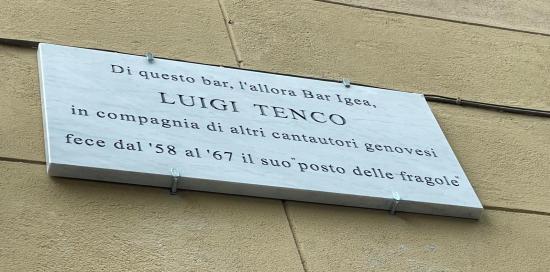 Di questo bar, l'allora Bar Igea,
LUIGI TENCO
in compagnia di altri cantautori genovesi
fece dal '58 al '67 il suo "posto delle fragole"